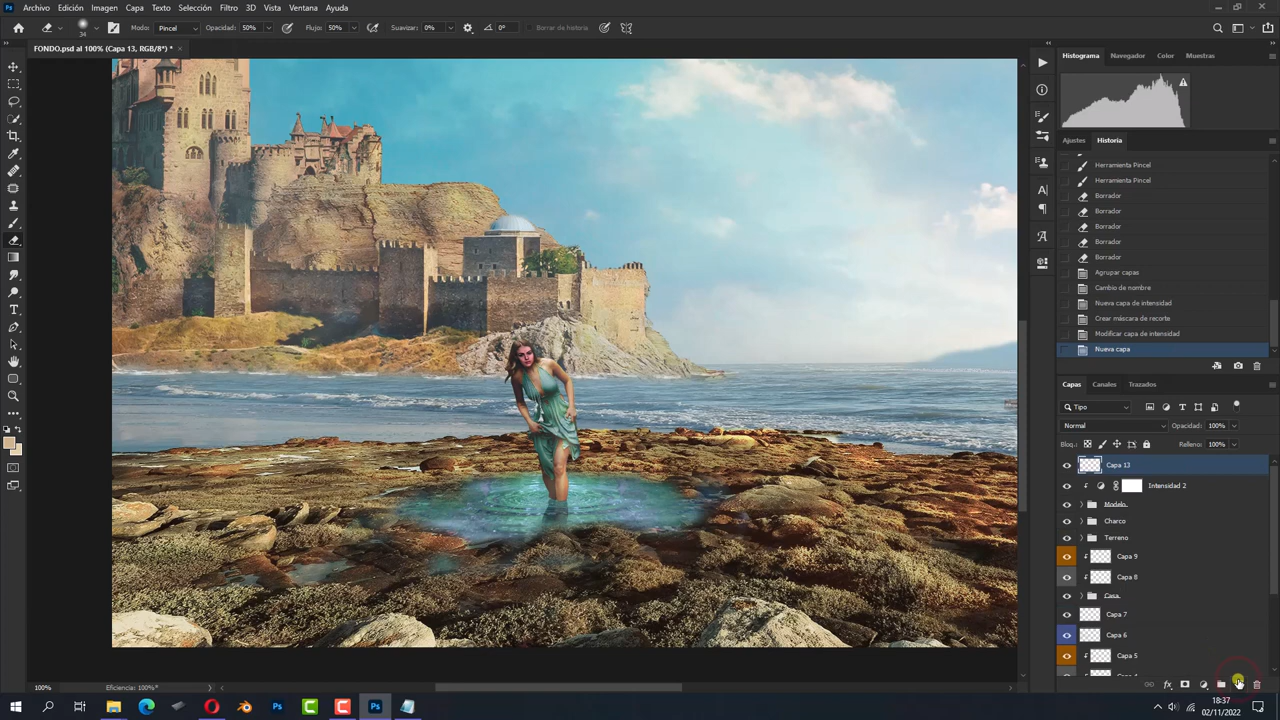 Archivo Edición Imagen Capa Texto Selección Filtro 3D Vista Ventana Ayuda
34 Modo: Pincel Opacidad: 50% Flujo: 50% Suavizar: 0% 0° Borrar de historia
FONDO.psd al 100% (Capa 13, RGB/8*) * ×
Histograma Navegador Color Muestras
Ajustes Historia
Herramienta Pincel
Herramienta Pincel
Borrador
Borrador
Borrador
Borrador
Borrador
Agrupar capas
Cambio de nombre
Nueva capa de intensidad
Crear máscara de recorte
Modificar capa de intensidad
Nueva capa
Capas Canales Trazados
Tipo
Normal Opacidad: 100%
Bloq.: Relleno: 100%
Capa 13
Intensidad 2
Modelo
Charco
Terreno
Capa 9
Capa 8
Casa
Capa 7
Capa 6
Capa 5
100% Eficiencia: 100%*
18:37
02/11/2022